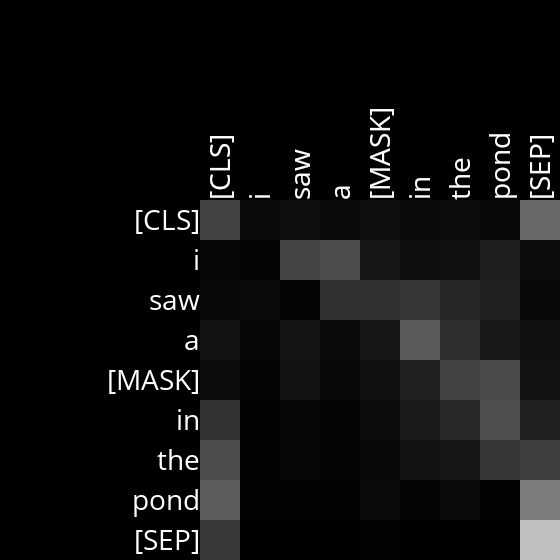 [CLS] i saw a [MASK] in the pond [SEP]
[CLS]
i
saw
a
[MASK]
in
the
pond
[SEP]